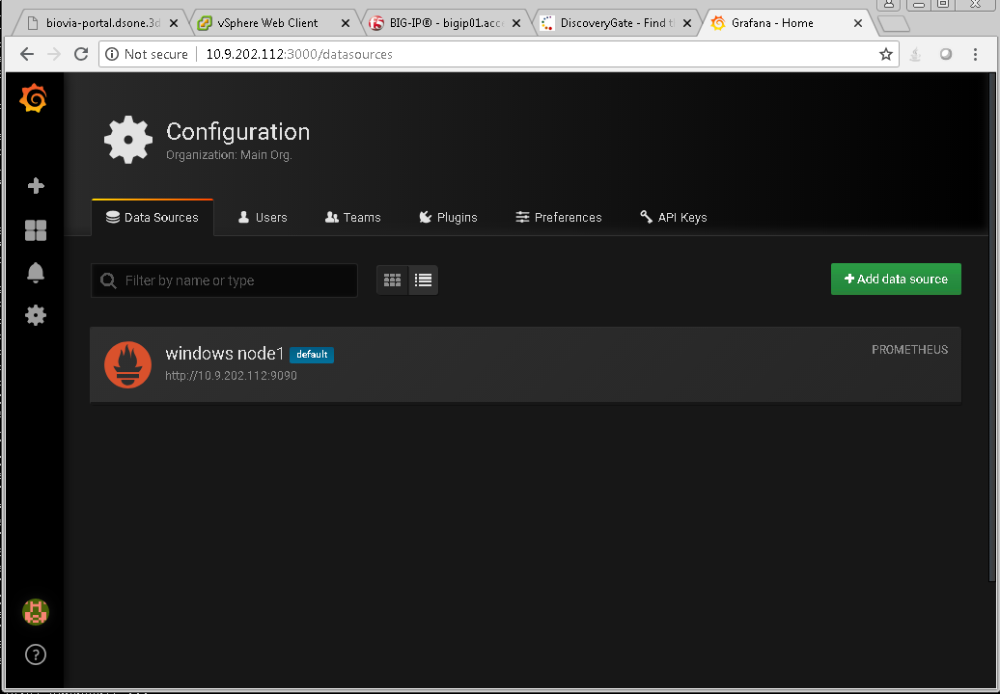 biovia-portal.dsone.3d
vSphere Web Client
BIG-IP® - bigip01.acce
DiscoveryGate - Find th
Grafana - Home
Not secure
10.9.202.112:3000/datasources
Configuration
Organization: Main Org.
Data Sources
Users
Teams
Plugins
Preferences
API Keys
Filter by name or type
+ Add data source
windows node1 default
PROMETHEUS
http://10.9.202.112:9090